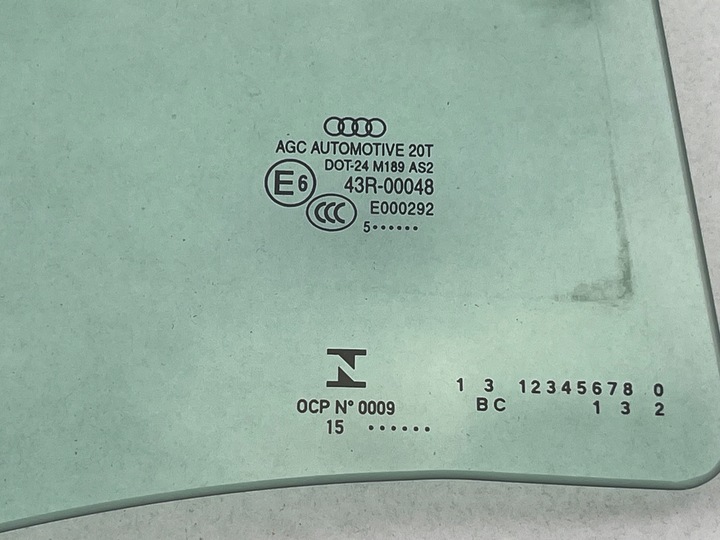 AGC AUTOMOTIVE 20T
DOT-24 M189 AS2
E6 43R-00048
CCC E000292
5••••••
N
OCP N° 0009
15 ••••••
1 3 12345678 0
BC 1 3 2